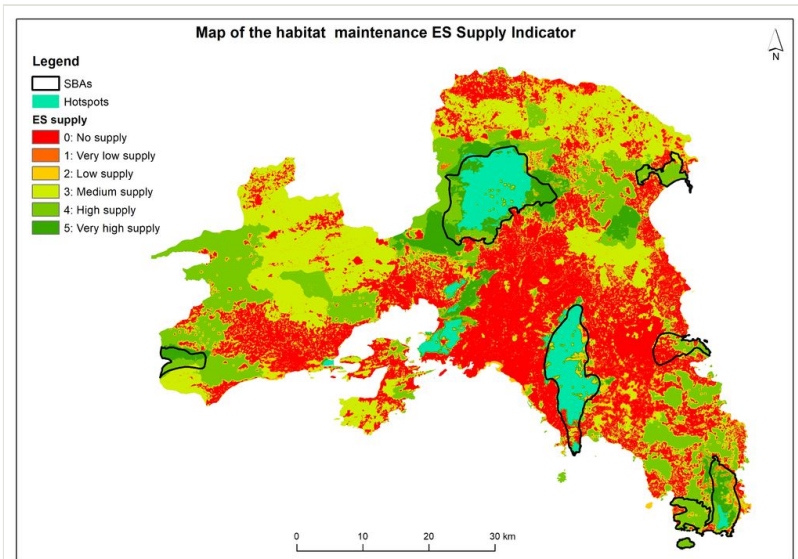 Map of the habitat maintenance ES Supply Indicator
N
Legend
SBAs
Hotspots
ES supply
0: No supply
1: Very low supply
2: Low supply
3: Medium supply
4: High supply
5: Very high supply
0 10 20 30 km